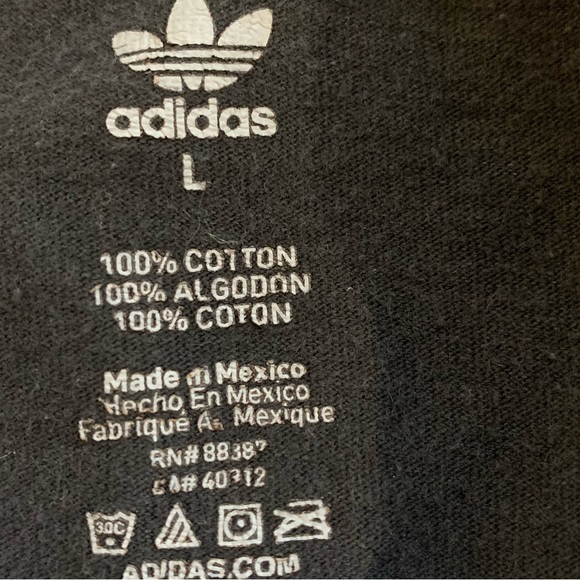 adidas
L
100% COTTON
100% ALGODON
100% COTON
Made in Mexico
Hecho En Mexico
Fabriqué A. Mexique
RN# 88387
CA# 40312
30C
ADIDAS.COM